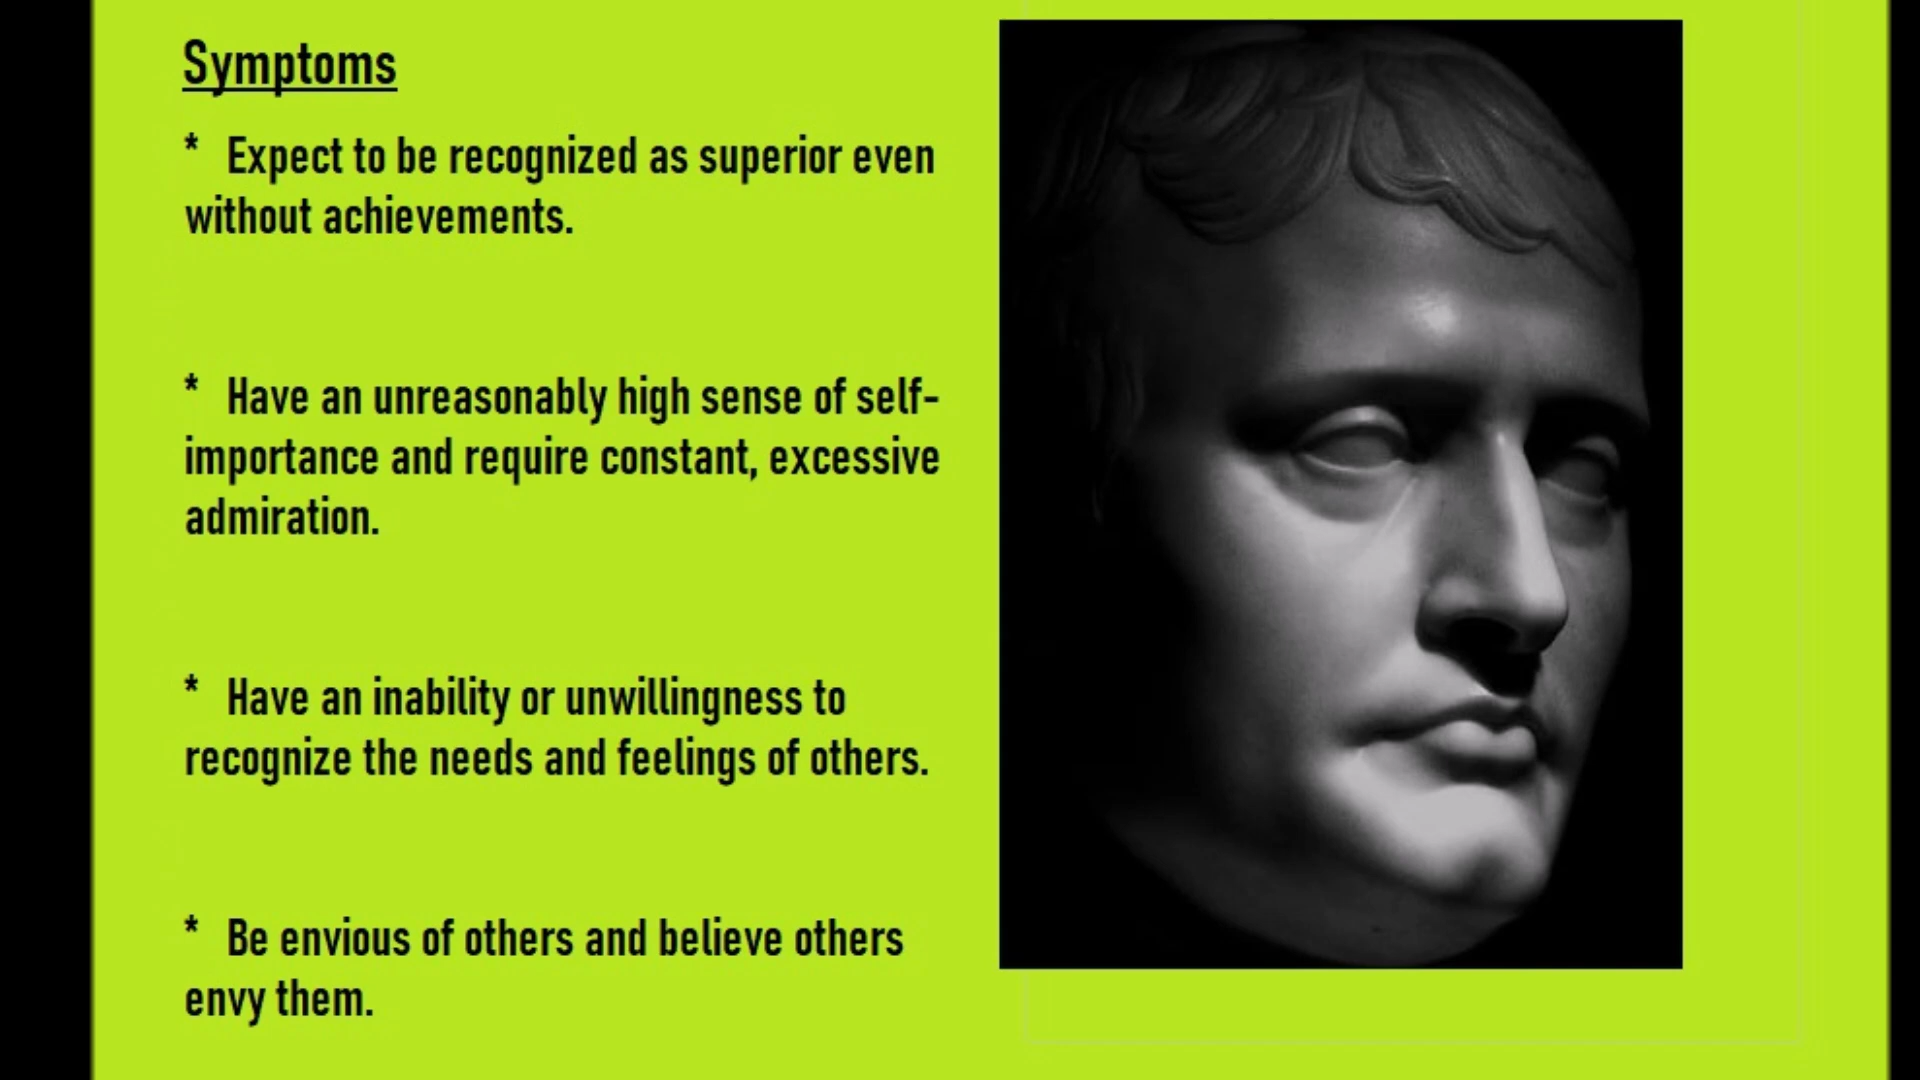 Symptoms
* Expect to be recognized as superior even
without achievements.
* Have an unreasonably high sense of self-
importance and require constant, excessive
admiration.
* Have an inability or unwillingness to
recognize the needs and feelings of others.
* Be envious of others and believe others
envy them.